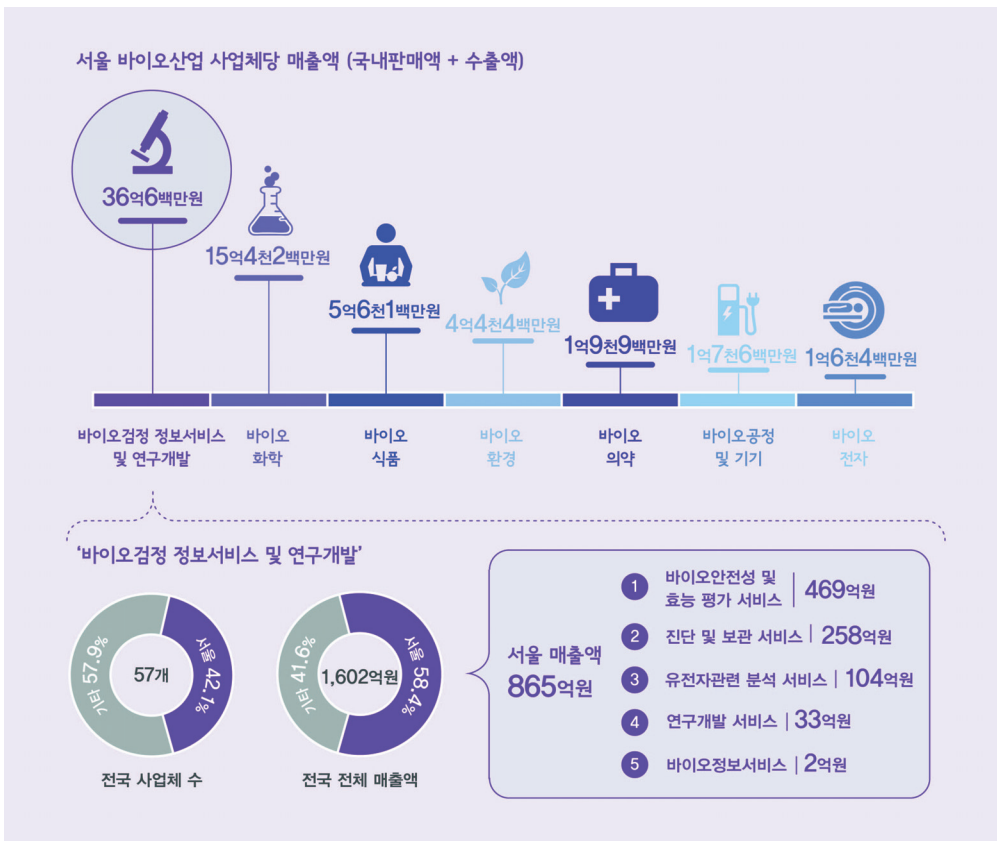 서울 바이오산업 사업체당 매출액 (국내판매액 + 수출액)
36억6백만원
15억4천2백만원
5억6천1백만원
4억4천4백만원
1억9천9백만원
1억7천6백만원
1억6천4백만원
바이오검정 정보서비스
및 연구개발
바이오
화학
바이오
식품
바이오
환경
바이오
의약
바이오공정
및 기기
바이오
전자
‘바이오검정 정보서비스 및 연구개발’
기타 57.9%
57개
서울 42.1%
전국 사업체 수
기타 41.6%
1,602억원
서울 58.4%
전국 전체 매출액
서울 매출액
865억원
1 바이오안전성 및
효능 평가 서비스 | 469억원
2 진단 및 보관 서비스 | 258억원
3 유전자관련 분석 서비스 | 104억원
4 연구개발 서비스 | 33억원
5 바이오정보서비스 | 2억원